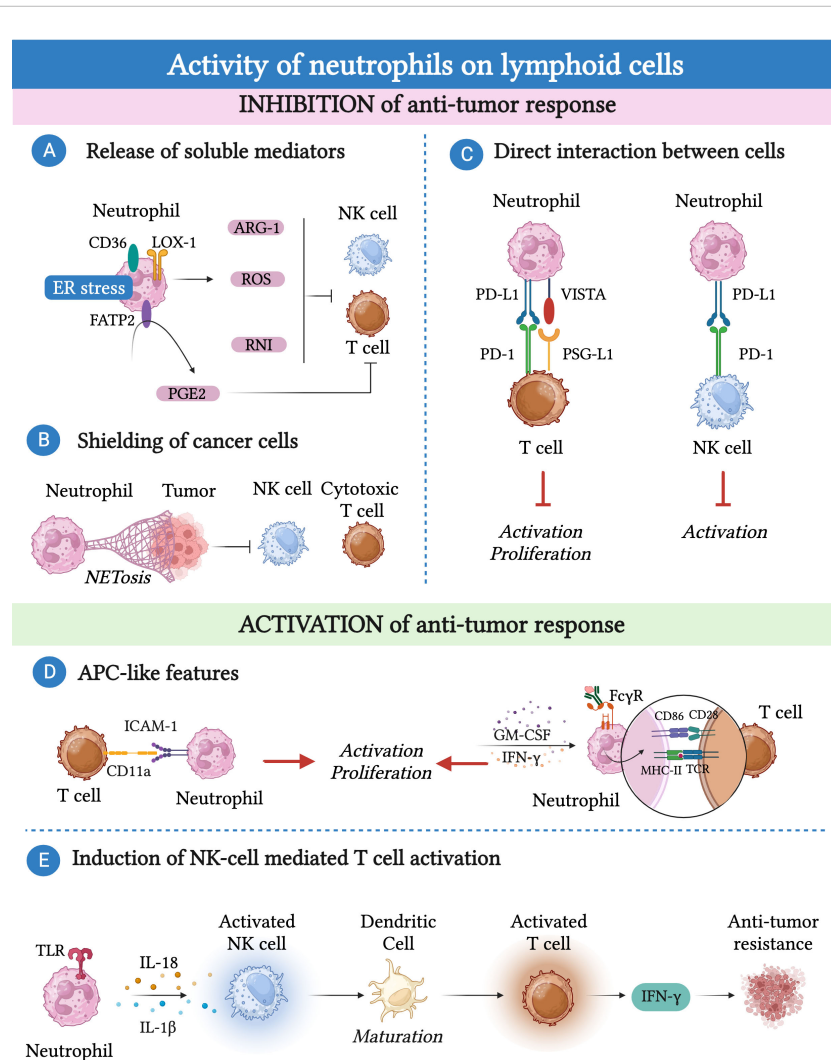 Activity of neutrophils on lymphoid cells
INHIBITION of anti-tumor response
A
Release of soluble mediators
Neutrophil
CD36
LOX-1
ER stress
FATP2
ARG-1
ROS
RNI
PGE2
NK cell
T cell
B
Shielding of cancer cells
Neutrophil
Tumor
NETosis
NK cell
Cytotoxic
T cell
C
Direct interaction between cells
Neutrophil
PD-L1
VISTA
PD-1
PSG-L1
T cell
Activation
Proliferation
Neutrophil
PD-L1
PD-1
NK cell
Activation
ACTIVATION of anti-tumor response
D
APC-like features
ICAM-1
CD11a
T cell
Neutrophil
Activation
Proliferation
GM-CSF
IFN-γ
FcγR
Neutrophil
CD86
CD28
MHC-II
TCR
T cell
E
Induction of NK-cell mediated T cell activation
TLR
Neutrophil
IL-18
IL-1β
Activated
NK cell
Dendritic
Cell
Maturation
Activated
T cell
IFN-γ
Anti-tumor
resistance